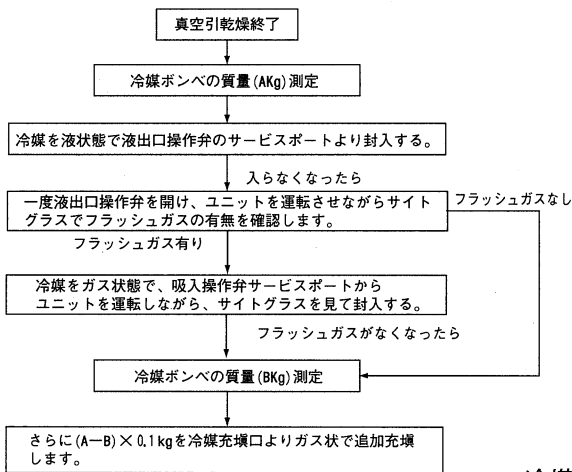 真空引乾燥終了
冷媒ボンベの質量(AKg)測定
冷媒を液状態で液出口操作弁のサービスポートより封入する。
入らなくなったら
一度液出口操作弁を開け、ユニットを運転させながらサイト
グラスでフラッシュガスの有無を確認します。
フラッシュガスなし
フラッシュガス有り
冷媒をガス状態で、吸入操作弁サービスポートから
ユニットを運転しながら、サイトグラスを見て封入する。
フラッシュガスがなくなったら
冷媒ボンベの質量(BKg)測定
さらに(A－B)×0.1kgを冷媒充塡口よりガス状で追加充塡
します。